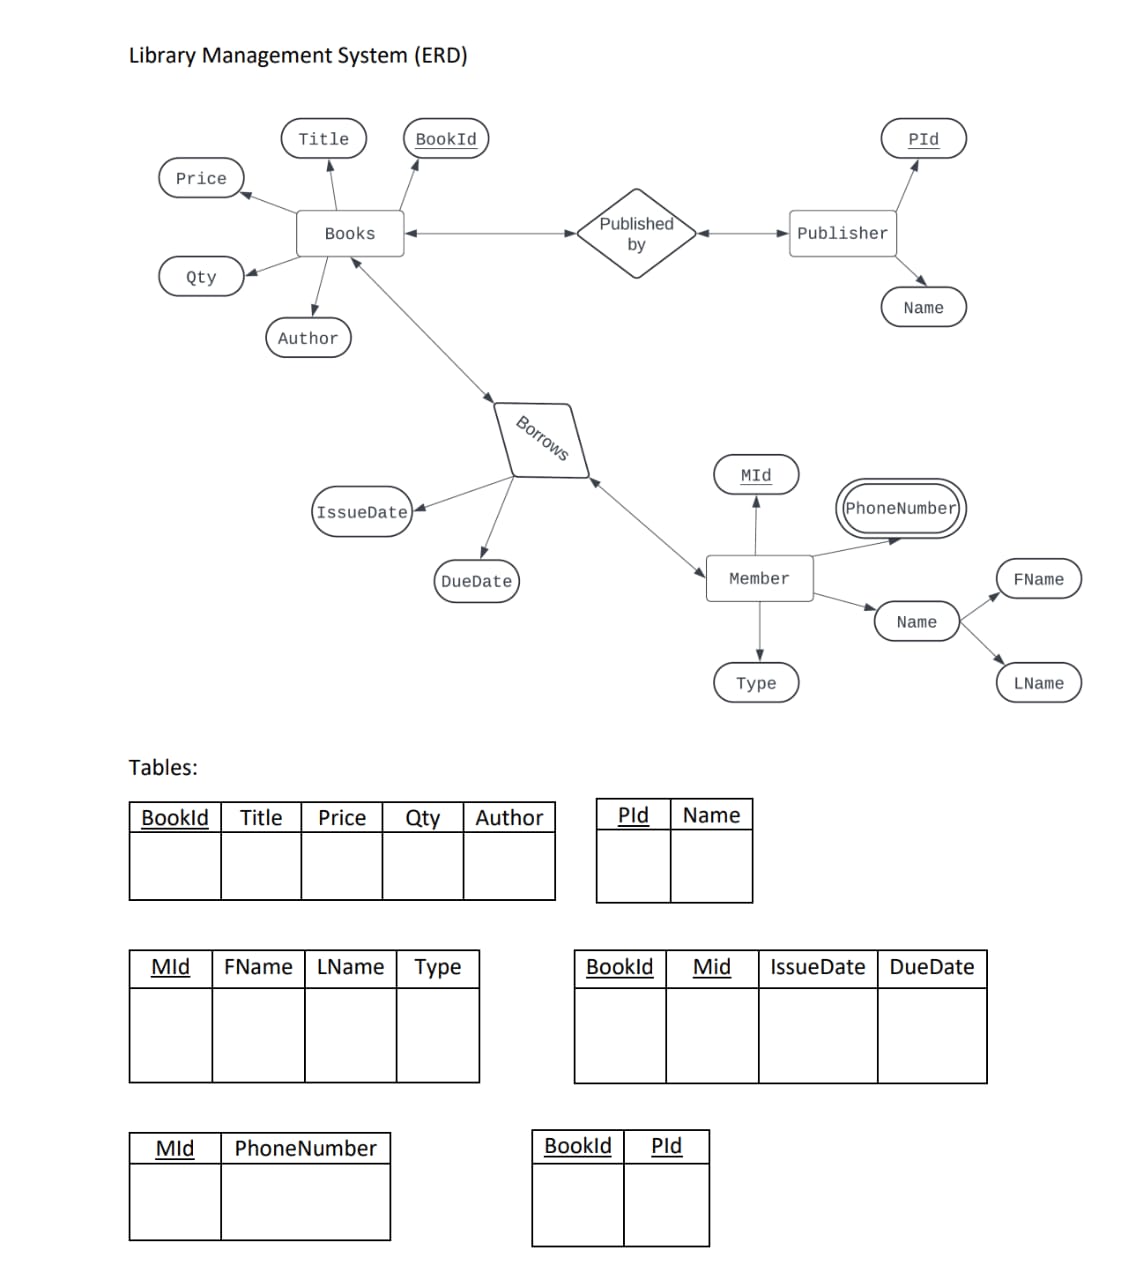 Library Management System (ERD)
Title
BookId
PId
Price
Published
by
Books
Publisher
Qty
Name
Author
Borrows
MId
PhoneNumber
IssueDate
DueDate
Member
FName
Name
Type
LName
Tables:
BookId Title Price Qty Author
PId Name
MId FName LName Type
BookId Mid IssueDate DueDate
MId PhoneNumber
BookId PId